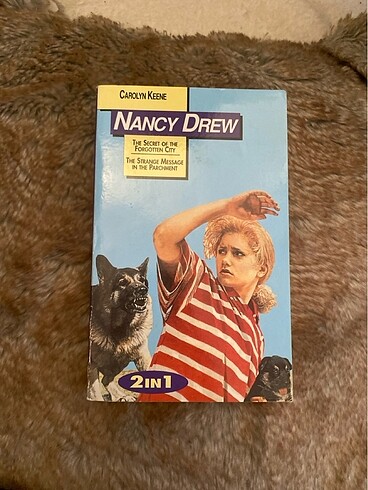 CAROLYN KEENE
NANCY DREW
THE SECRET OF THE
FORGOTTEN CITY
THE STRANGE MESSAGE
IN THE PARCHMENT
2 IN 1